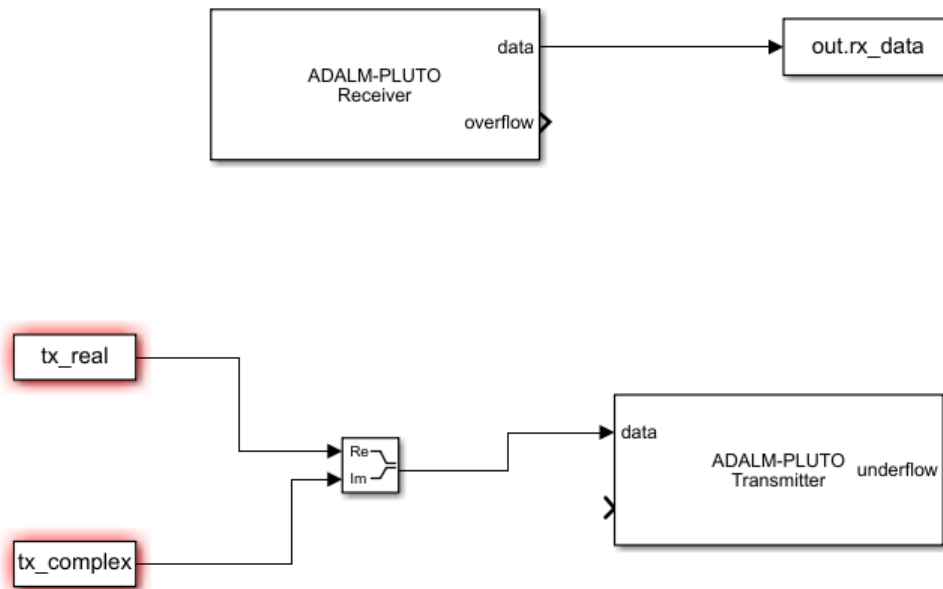 data
out.rx_data
ADALM-PLUTO
Receiver
overflow
tx_real
Re
Im
data
ADALM-PLUTO
Transmitter
underflow
tx_complex